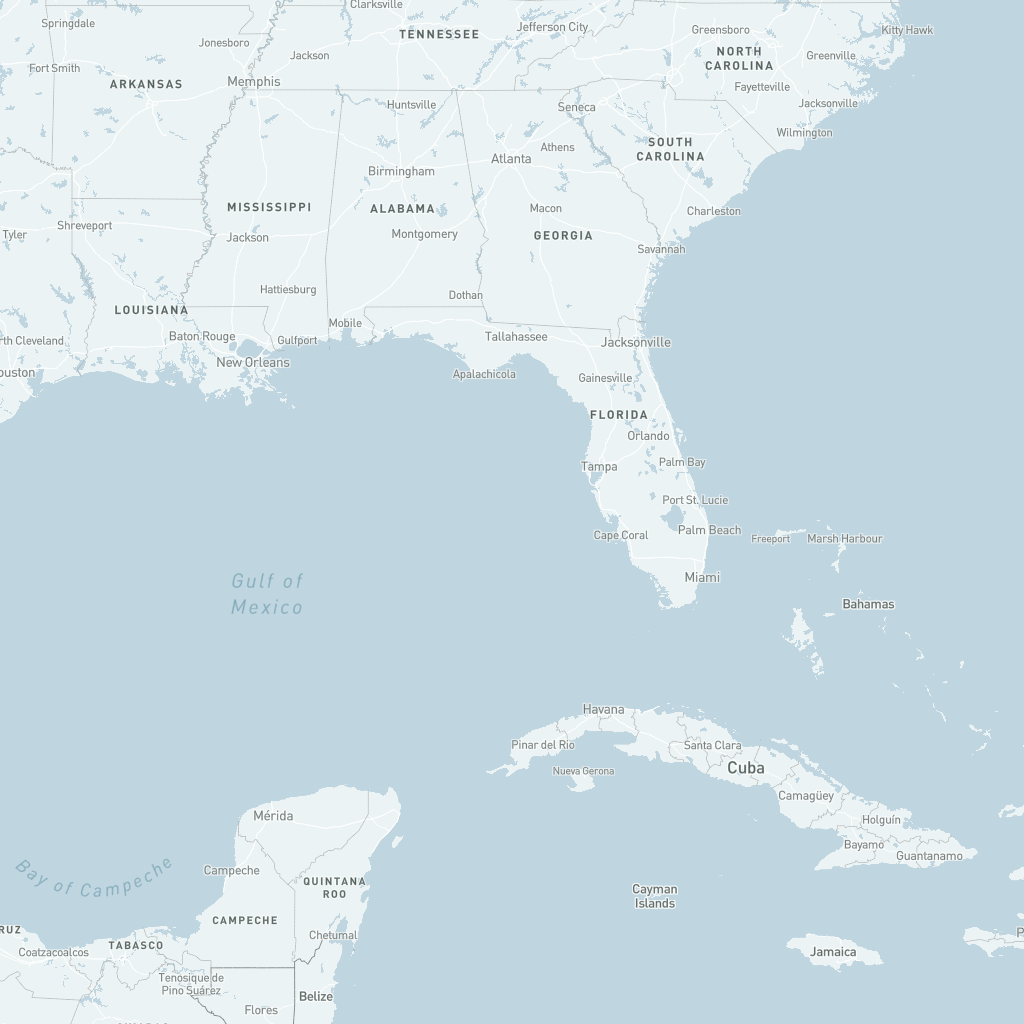 Clarksville
Springdale
Jonesboro
Jackson
TENNESSEE
Jefferson City
Greensboro
Kitty Hawk
NORTH
CAROLINA
Greenville
Fort Smith
ARKANSAS
Memphis
Huntsville
Seneca
Fayetteville
Jacksonville
Wilmington
Athens
SOUTH
CAROLINA
Atlanta
Birmingham
MISSISSIPPI
ALABAMA
Macon
Charleston
Tyler
Shreveport
Jackson
Montgomery
GEORGIA
Savannah
Hattiesburg
Dothan
LOUISIANA
Mobile
rth Cleveland
Baton Rouge
Gulfport
Tallahassee
Jacksonville
New Orleans
ouston
Apalachicola
Gainesville
FLORIDA
Orlando
Tampa
Palm Bay
Port St. Lucie
Cape Coral
Palm Beach
Freeport
Marsh Harbour
Gulf of
Mexico
Miami
Bahamas
Havana
Pinar del Río
Santa Clara
Nueva Gerona
Cuba
Camagüey
Mérida
Holguín
Bayamo
Guantanamo
Bay of Campeche
Campeche
QUINTANA
ROO
Cayman
Islands
CAMPECHE
RUZ
Coatzacoalcos
TABASCO
Chetumal
Jamaica
P
Tenosique de
Pino Suárez
Belize
Flores